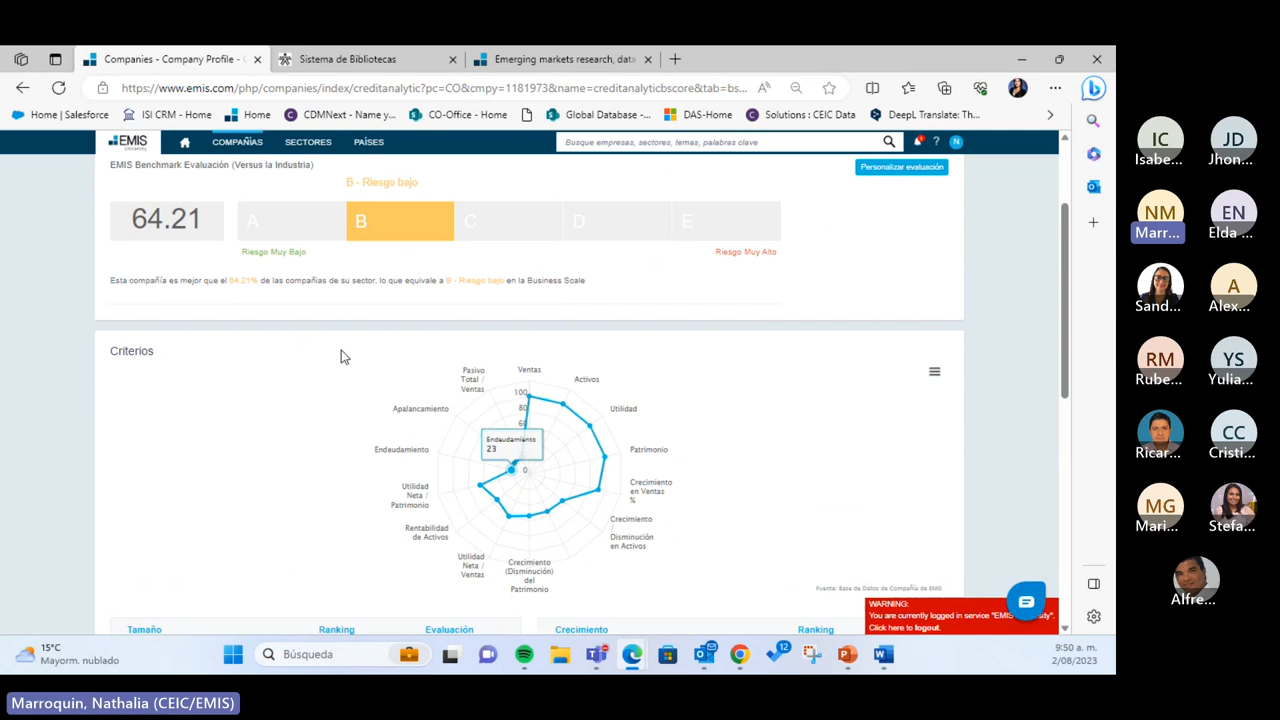 Companies - Company Profile - 
Sistema de Bibliotecas
Emerging markets research, data
https://www.emis.com/php/companies/index/creditanalytic?pc=CO&cmpy=1181973&name=creditanalyticbscore&tab=bs...
Home | Salesforce
ISI CRM - Home
Home
CDMNext - Name y...
CO-Office - Home
Global Database -...
DAS-Home
Solutions : CEIC Data
DeepL Translate: The...
EMIS
University
COMPAÑÍAS
SECTORES
PAÍSES
Busque empresas, sectores, temas, palabras clave
?
N
EMIS Benchmark Evaluación (Versus la Industria)
Personalizar evaluación
B - Riesgo bajo
64.21
A
B
C
D
E
Riesgo Muy Bajo
Riesgo Muy Alto
Esta compañía es mejor que el 64.21% de las compañías de su sector, lo que equivale a B - Riesgo bajo en la Business Scale
Criterios
Ventas
Activos
Utilidad
Patrimonio
Crecimiento
en Ventas
%
Crecimiento
/
Disminución
en Activos
Crecimiento
(Disminución)
del
Patrimonio
Utilidad
Neta /
Ventas
Rentabilidad
de Activos
Utilidad
Neta /
Patrimonio
Endeudamiento
Apalancamiento
Pasivo
Total /
Ventas
100
80
60
0
Endeudamiento
23
Fuente: Base de Datos de Compañía de EMIS
WARNING:
You are currently logged in service "EMIS
Click here to logout.
Tamaño
Ranking
Evaluación
Crecimiento
Ranking
15°C
Mayorm. nublado
Búsqueda
12
9:50 a. m.
2/08/2023
IC
Isabe...
JD
Jhon...
NM
Marr...
EN
Elda ...
Sand...
A
Alex...
RM
Rube...
YS
Yulia...
Ricar...
CC
Cristi...
MG
Mari...
Stefa...
Alfre...
Marroquin, Nathalia (CEIC/EMIS)